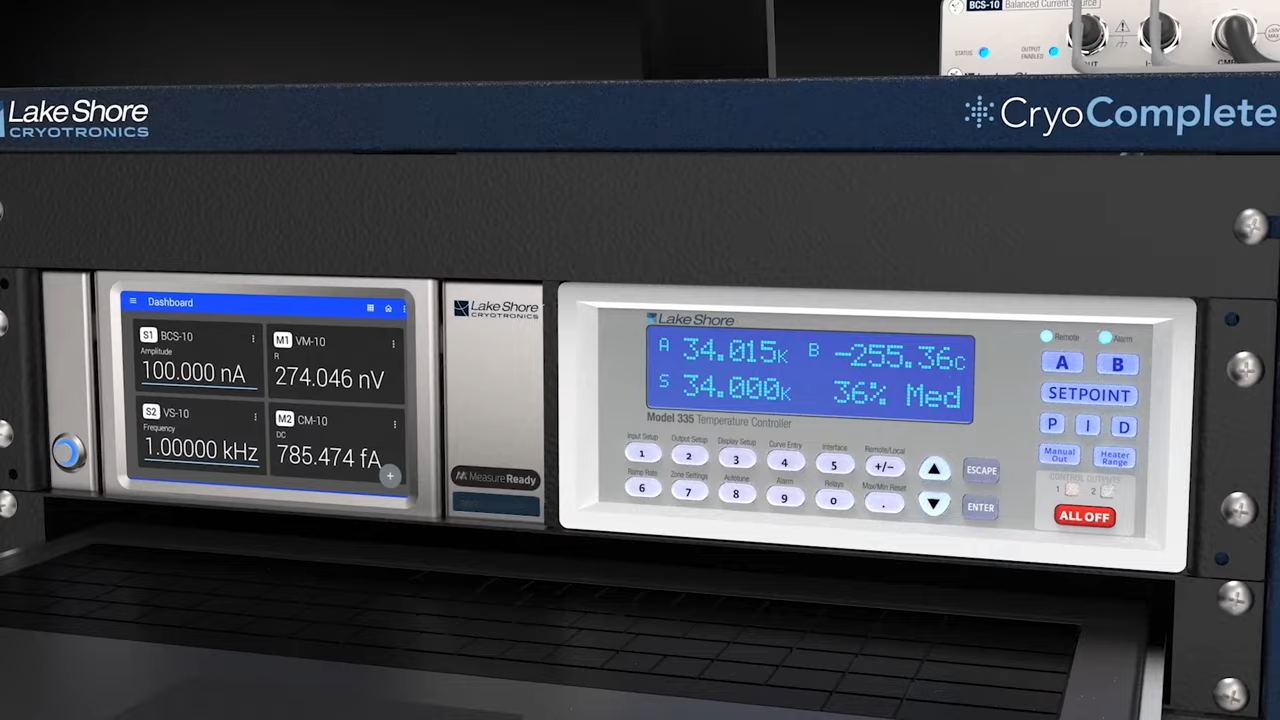 BCS-10 Balanced Current Source
STATUS
OUTPUT ENABLED
Lake Shore
CRYOTRONICS
CryoComplete
Dashboard
S1 BCS-10
Amplitude
100.000 nA
M1 VM-10
R
274.046 nV
S2 VS-10
Frequency
1.00000 kHz
M2 CM-10
DC
785.474 fA
+
Lake Shore
CRYOTRONICS
MeasureReady
Lake Shore
A 34.015K B -255.36C
S 34.000K 36% Med
Model 335 Temperature Controller
Remote Alarm
A B
SETPOINT
P I D
Manual Out
Heater Range
Input Setup Output Setup Display Setup Curve Entry Interface Remote/Local
1 2 3 4 5 +/- ▲ ESCAPE
Ramp Rate Zone Settings Autotune Alarm Relays Max/Min Reset
6 7 8 9 0 . ▼ ENTER
CONTROL OUTPUTS
1 2
ALL OFF